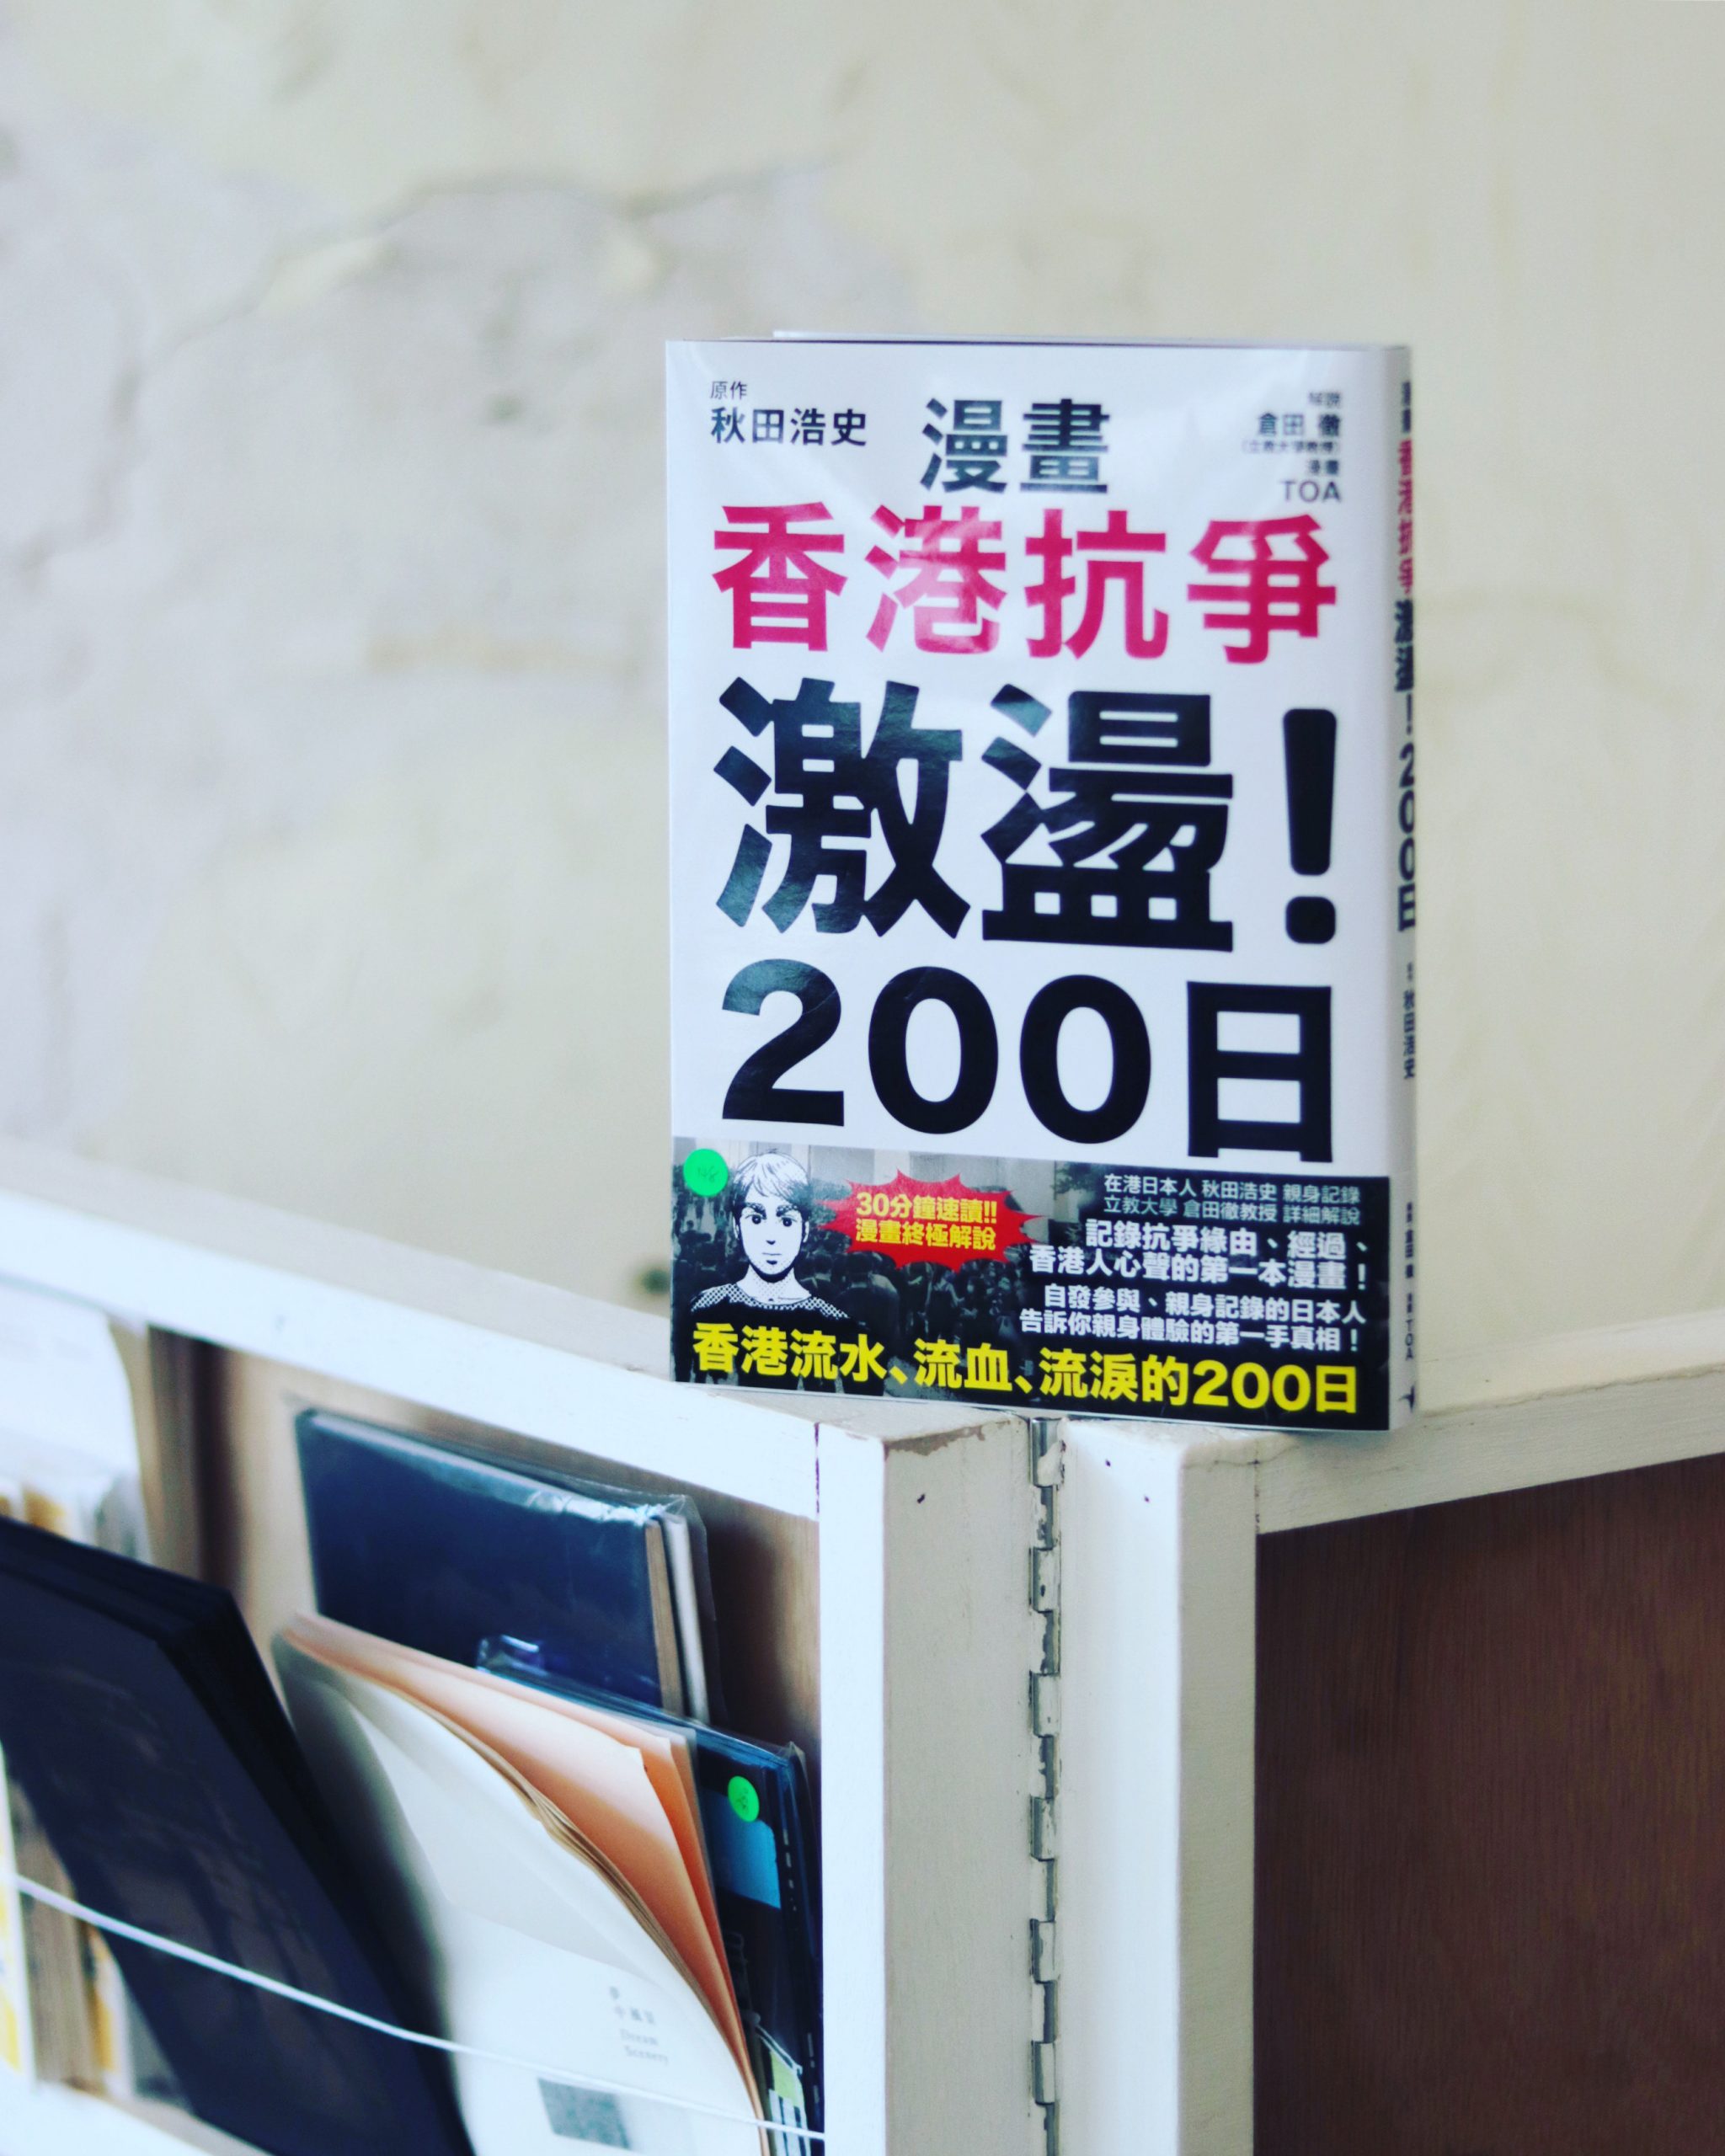 原作
秋田浩史
漫畫
解說
倉田 徹
(立教大學教授)
漫畫
TOA
香港抗爭
激盪!
200日
30分鐘速讀!!
漫畫終極解說
在港日本人 秋田浩史 親身記錄
立教大學 倉田徹教授 詳細解說
記錄抗爭緣由、經過、
香港人心聲的第一本漫畫!
自發參與、親身記錄的日本人
告訴你親身體驗的第一手真相!
香港流水、流血、流淚的200日
漫畫 香港抗爭 激盪!200日 原作 秋田浩史
Dream
Scenery